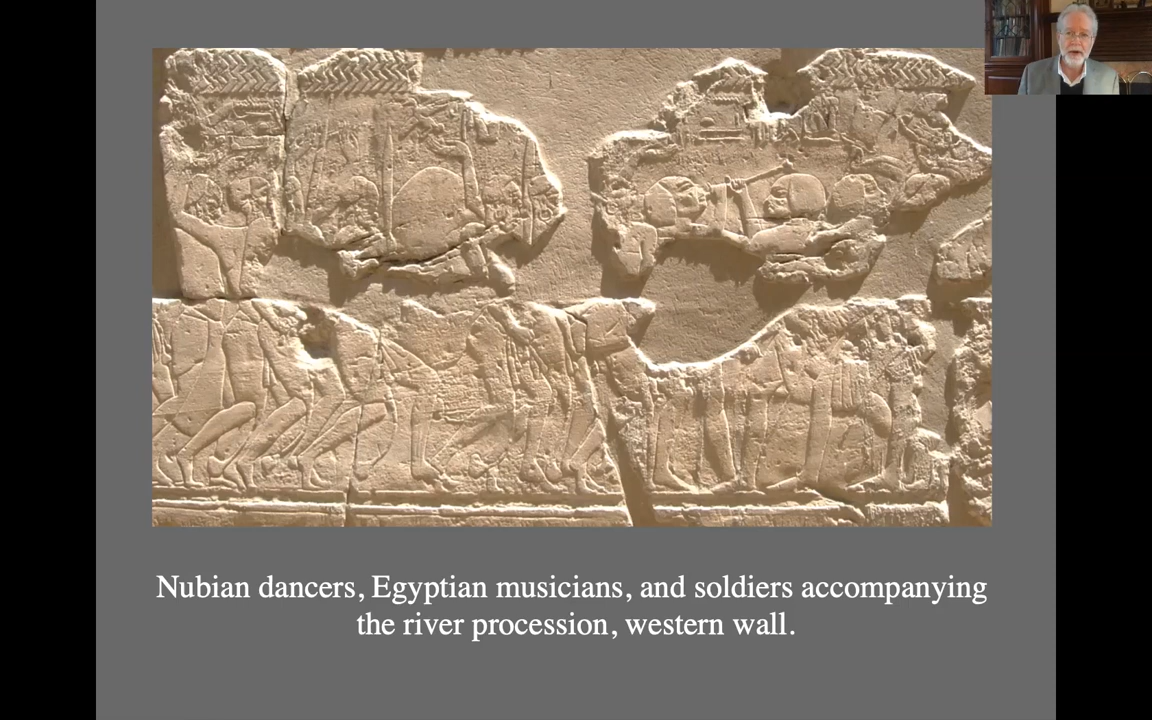 Nubian dancers, Egyptian musicians, and soldiers accompanying
the river procession, western wall.